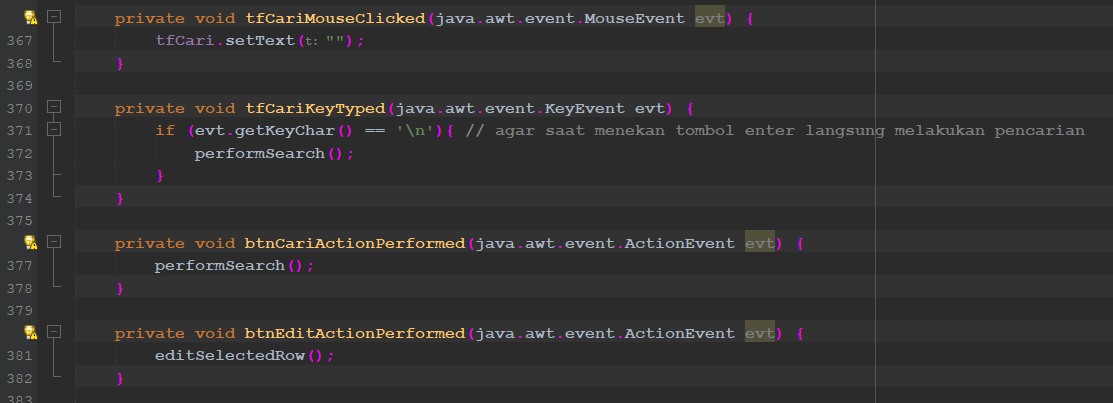 private void tfCariMouseClicked(java.awt.event.MouseEvent evt) {
367 tfCari.setText(t: "");
368 }
369
370 private void tfCariKeyTyped(java.awt.event.KeyEvent evt) {
371 if (evt.getKeyChar() == '\n'){ // agar saat menekan tombol enter langsung melakukan pencarian
372 performSearch();
373 }
374 }
375
private void btnCariActionPerformed(java.awt.event.ActionEvent evt) {
377 performSearch();
378 }
379
private void btnEditActionPerformed(java.awt.event.ActionEvent evt) {
381 editSelectedRow();
382 }
383